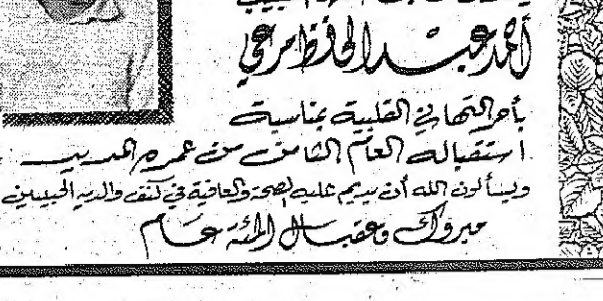 أحمد عبد الحافظ مرعي
بأحر التهاني القلبية بمناسبة
استقباله العام الثامن من عمره المديد
ويسألون الله أن يديم عليه الصحة والعافية في كنف والديه الحبيبين
مبروك وعقبال المئة عام